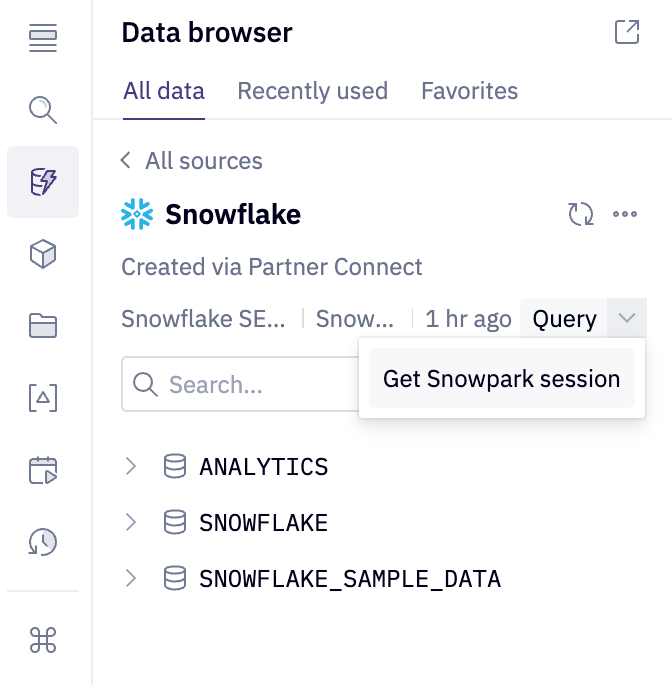 Data browser
All data Recently used Favorites
All sources
Snowflake
Created via Partner Connect
Snowflake SE... Snow... 1 hr ago Query
Get Snowpark session
Search...
ANALYTICS
SNOWFLAKE
SNOWFLAKE_SAMPLE_DATA